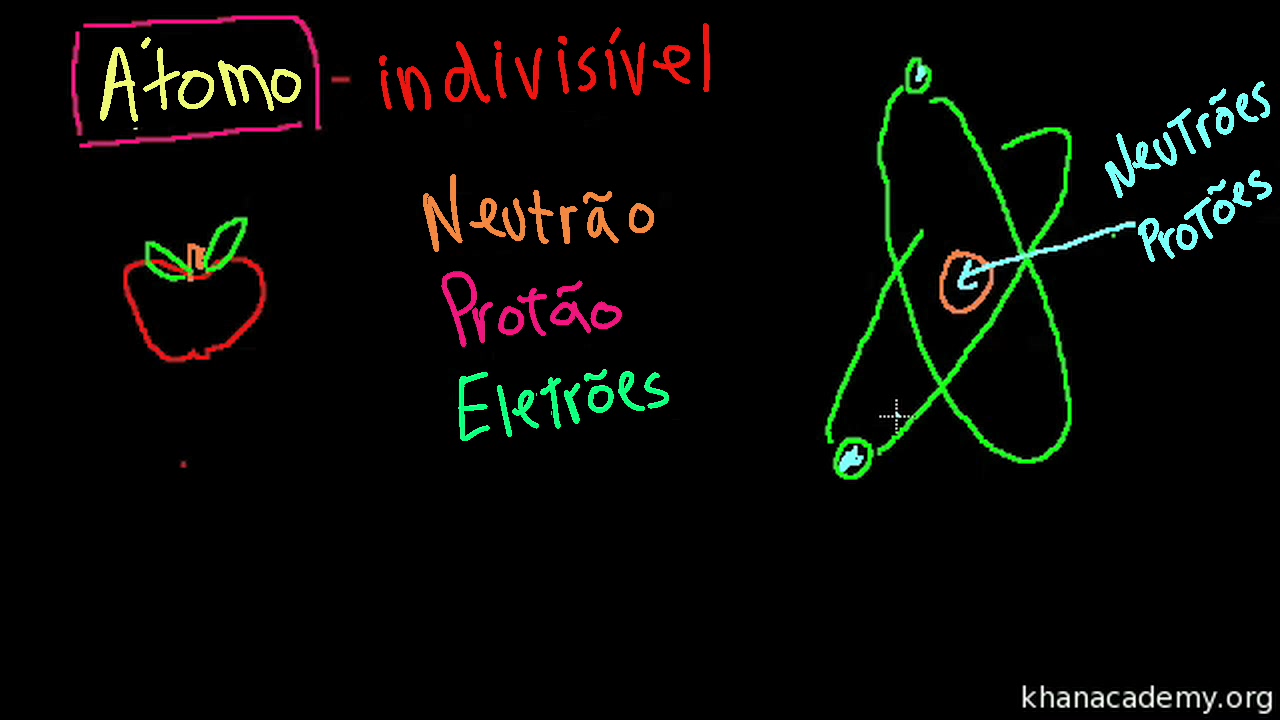 Átomo - indivisível
Neutrão
Protão
Eletrões
Neutrões
Protões
khanacademy.org